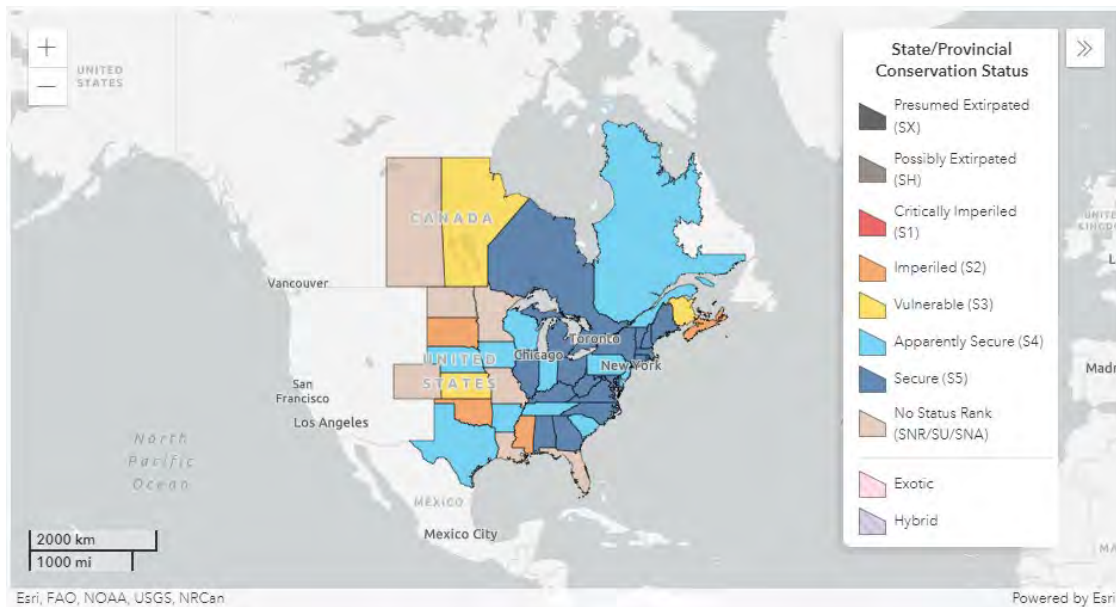 +
−
UNITED
STATES
CANADA
Vancouver
Toronto
Chicago
New York
UNITED
STATES
San
Francisco
Los Angeles
North
Pacific
Ocean
MÉXICO
Mexico City
2000 km
1000 mi
Esri, FAO, NOAA, USGS, NRCan
State/Provincial
Conservation Status
Presumed Extirpated
(SX)
Possibly Extirpated
(SH)
Critically Imperiled
(S1)
Imperiled (S2)
Vulnerable (S3)
Apparently Secure (S4)
Secure (S5)
No Status Rank
(SNR/SU/SNA)
Exotic
Hybrid
Powered by Esri